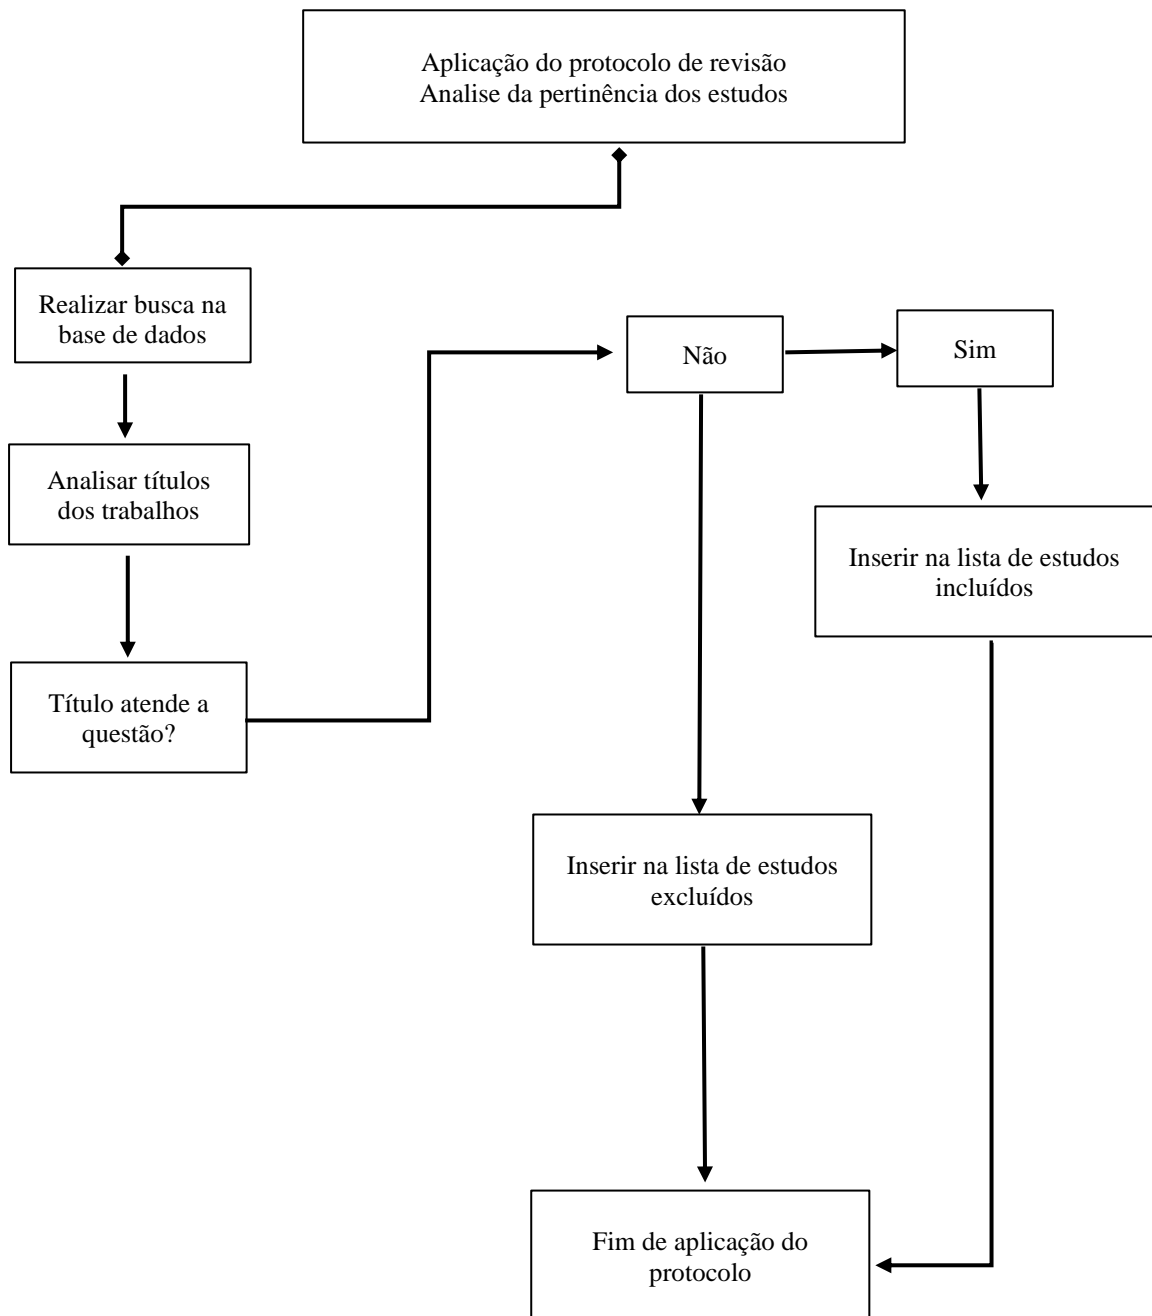 Aplicação do protocolo de revisão
Analise da pertinência dos estudos
Realizar busca na
base de dados
Não
Sim
Analisar títulos
dos trabalhos
Inserir na lista de estudos
incluídos
Título atende a
questão?
Inserir na lista de estudos
excluídos
Fim de aplicação do
protocolo